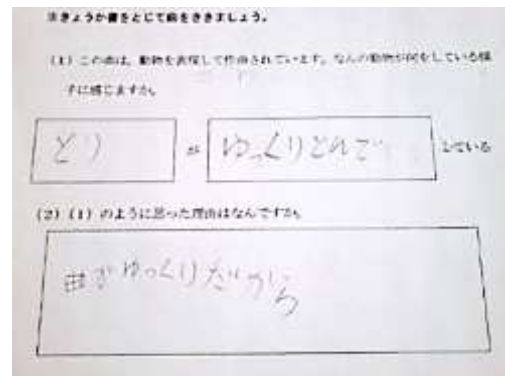 ※きょうか書をとじて曲をききましょう。
(1) この曲は、動物を表現して作曲されています。なんの動物が何をしている様
子に感じますか。
とり が ゆっくりとんで している
(2) (1) のように思った理由はなんですか。
曲がゆっくりだから